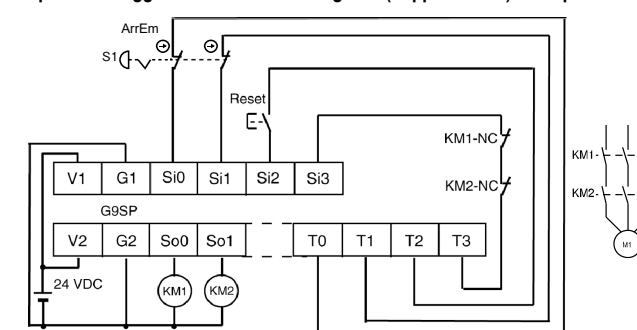 ArrEm
S1
Reset
KM1-NC
KM1-
KM2-NC
KM2-
V1 G1 Si0 Si1 Si2 Si3
G9SP
V2 G2 So0 So1 T0 T1 T2 T3
M1
24 VDC
KM1 KM2